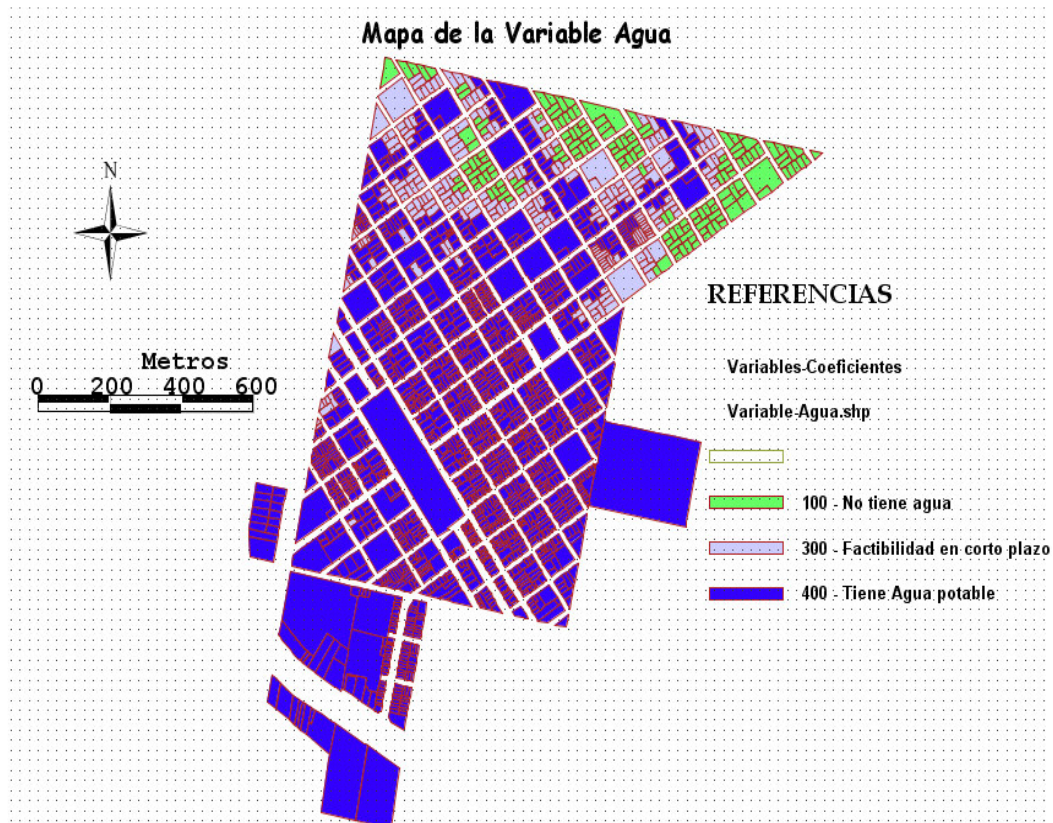 Mapa de la Variable Agua
N
Metros
0 200 400 600
REFERENCIAS
Variables-Coeficientes
Variable-Agua.shp
100 - No tiene agua
300 - Factibilidad en corto plazo
400 - Tiene Agua potable